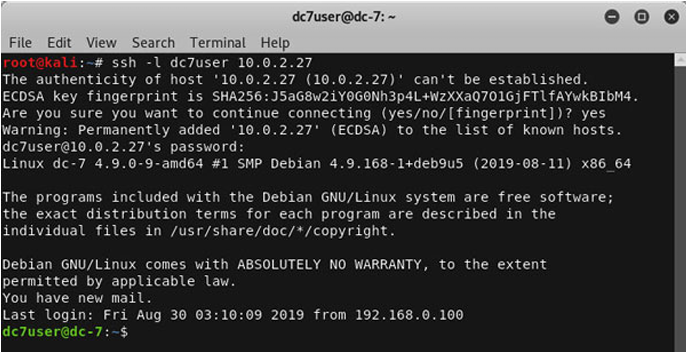 dc7user@dc-7: ~
File Edit View Search Terminal Help
root@kali:~# ssh -l dc7user 10.0.2.27
The authenticity of host '10.0.2.27 (10.0.2.27)' can't be established.
ECDSA key fingerprint is SHA256:J5aG8w2iY0G0Nh3p4L+WzXXaQ7O1GjFTlfAYwkBIbM4.
Are you sure you want to continue connecting (yes/no/[fingerprint])? yes
Warning: Permanently added '10.0.2.27' (ECDSA) to the list of known hosts.
dc7user@10.0.2.27's password:
Linux dc-7 4.9.0-9-amd64 #1 SMP Debian 4.9.168-1+deb9u5 (2019-08-11) x86_64
The programs included with the Debian GNU/Linux system are free software;
the exact distribution terms for each program are described in the
individual files in /usr/share/doc/*/copyright.
Debian GNU/Linux comes with ABSOLUTELY NO WARRANTY, to the extent
permitted by applicable law.
You have new mail.
Last login: Fri Aug 30 03:10:09 2019 from 192.168.0.100
dc7user@dc-7:~$